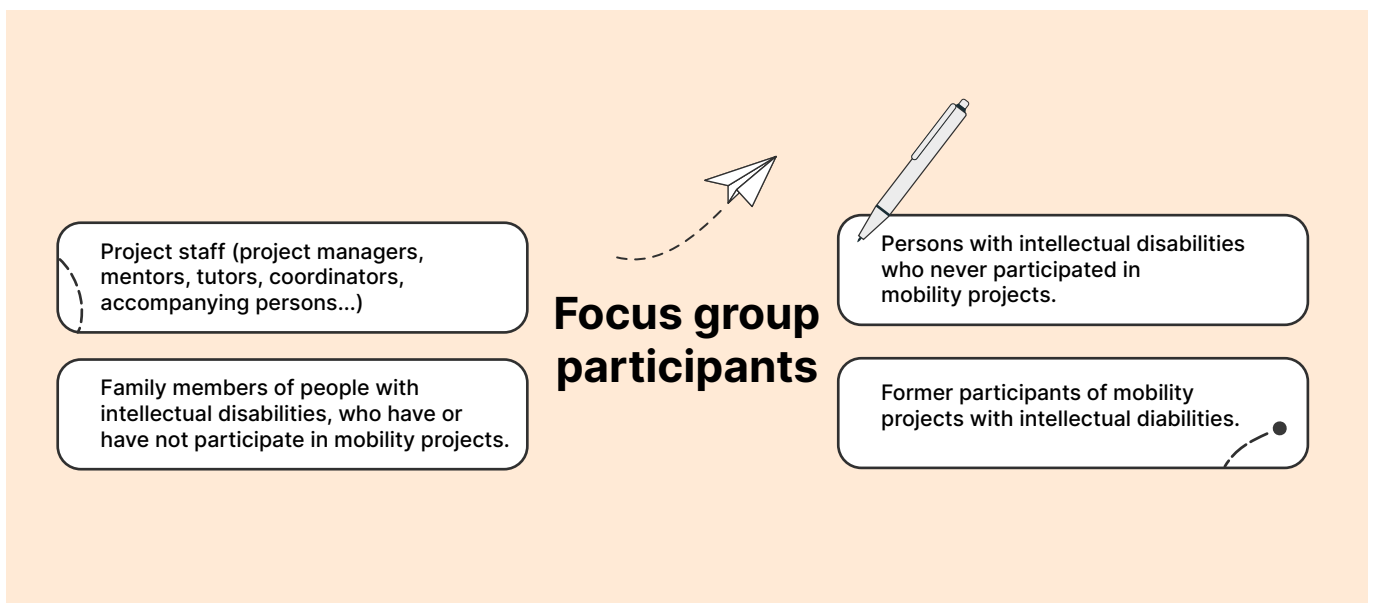 Project staff (project managers,
mentors, tutors, coordinators,
accompanying persons...)
Family members of people with
intellectual disabilities, who have or
have not participate in mobility projects.
Focus group
participants
Persons with intellectual disabilities
who never participated in
mobility projects.
Former participants of mobility
projects with intellectual diabilities.